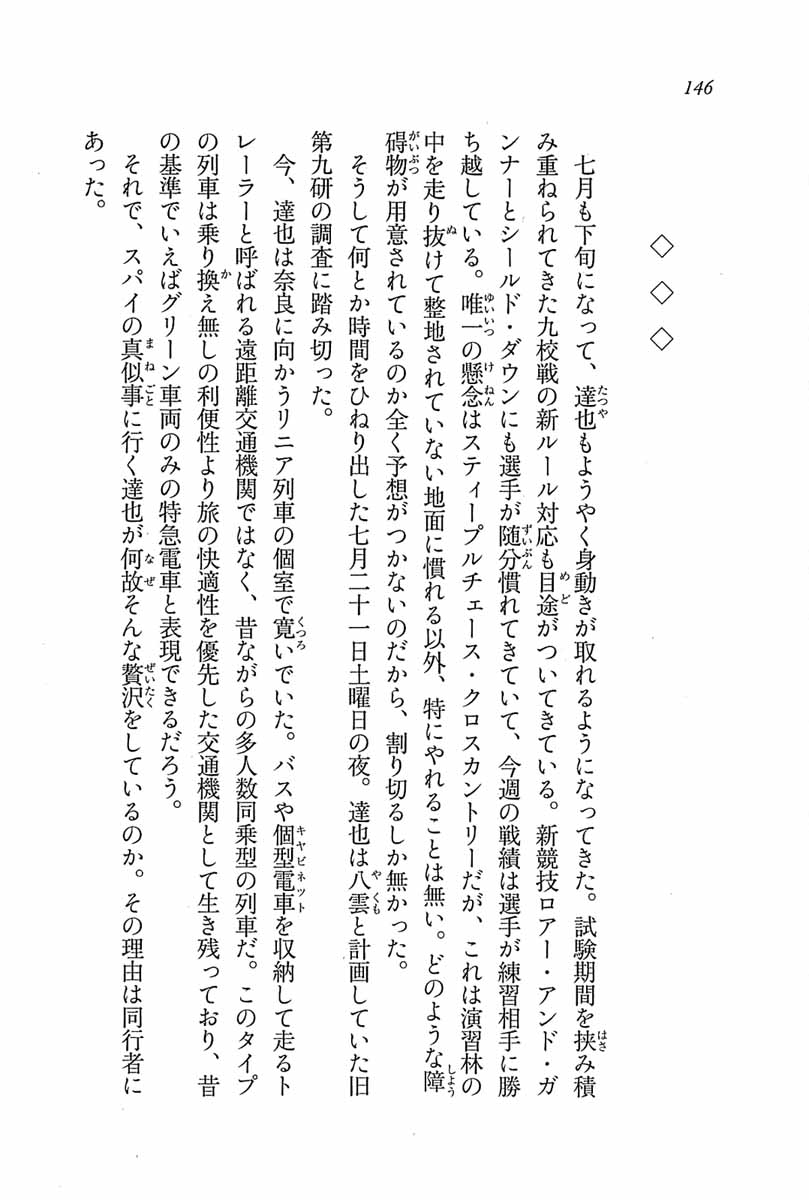 146
◇ ◇ ◇
七月も下旬になって、達也もようやく身動きが取れるようになってきた。試験期間を挟み積
み重ねられてきた九校戦の新ルール対応も目途がついてきている。新競技ロアー・アンド・ガ
ンナーとシールド・ダウンにも選手が随分慣れてきていて、今週の戦績は選手が練習相手に勝
ち越している。唯一の懸念はスティープルチェース・クロスカントリーだが、これは演習林の
中を走り抜けて整地されていない地面に慣れる以外、特にやれることは無い。どのような障
碍物が用意されているのか全く予想がつかないのだから、割り切るしか無かった。
そうして何とか時間をひねり出した七月二十一日土曜日の夜。達也は八雲と計画していた旧
第九研の調査に踏み切った。
今、達也は奈良に向かうリニア列車の個室で寛いでいた。バスや個型電車を収納して走るト
レーラーと呼ばれる遠距離交通機関ではなく、昔ながらの多人数同乗型の列車だ。このタイプ
の列車は乗り換え無しの利便性より旅の快適性を優先した交通機関として生き残っており、昔
の基準でいえばグリーン車両のみの特急電車と表現できるだろう。
それで、スパイの真似事に行く達也が何故そんな贅沢をしているのか。その理由は同行者に
あった。